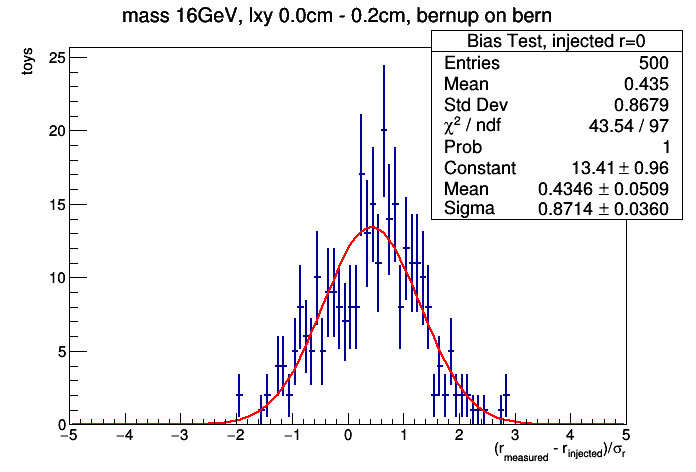 mass 16GeV, lxy 0.0cm - 0.2cm, bernup on bern
Bias Test, injected r=0
Entries 500
Mean 0.435
Std Dev 0.8679
χ² / ndf 43.54 / 97
Prob 1
Constant 13.41 ± 0.96
Mean 0.4346 ± 0.0509
Sigma 0.8714 ± 0.0360
toys
25
20
15
10
5
0
−5 −4 −3 −2 −1 0 1 2 3 4 5
(r_measured - r_injected)/σ_r